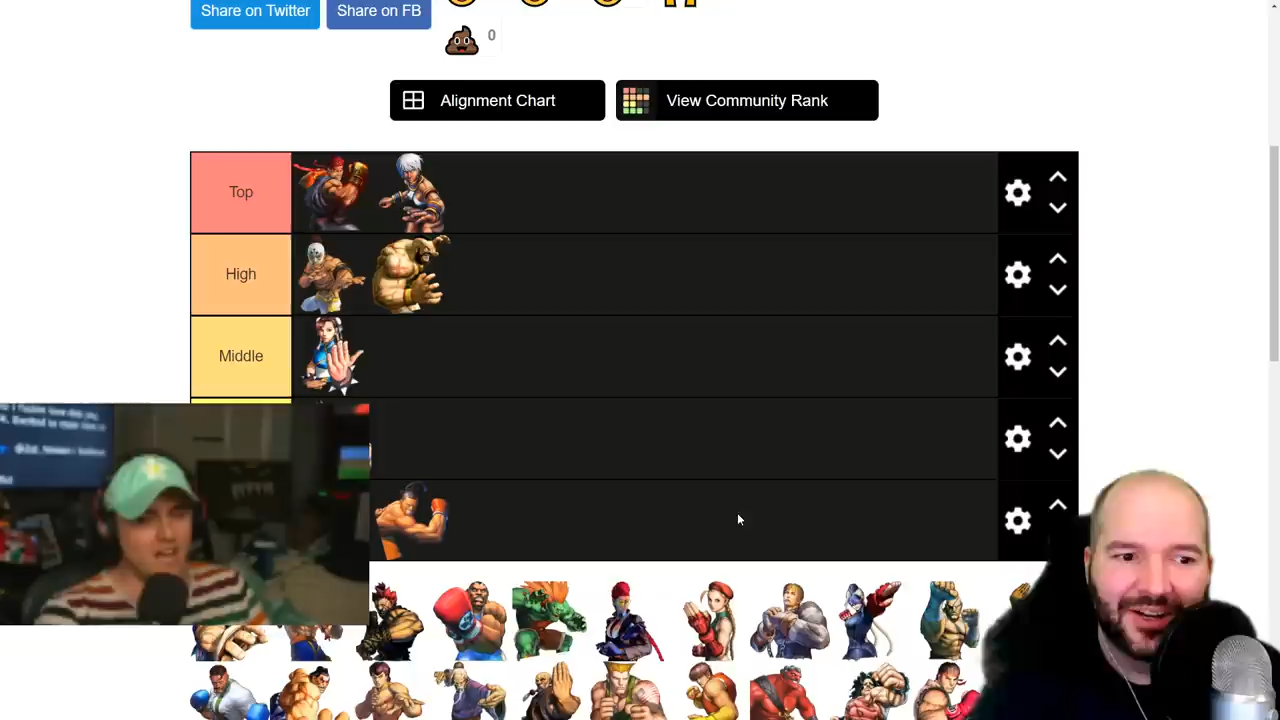 Share on Twitter
Share on FB
0
Alignment Chart
View Community Rank
Top
High
Middle